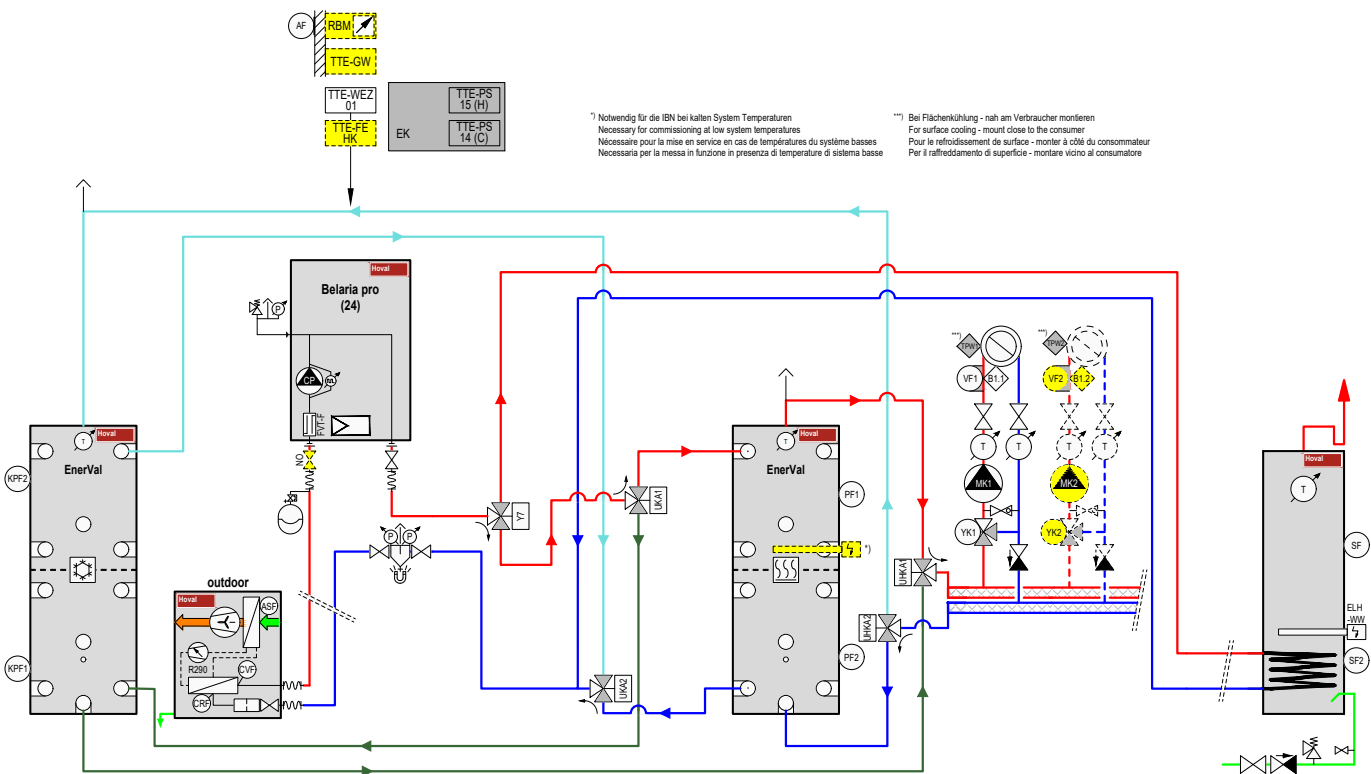 AF
RBM
TTE-GW
TTE-WEZ
01
TTE-FE
HK
EK
TTE-PS
15 (H)
TTE-PS
14 (C)
*) Notwendig für die IBN bei kalten System Temperaturen
Necessary for commissioning at low system temperatures
Nécessaire pour la mise en service en cas de températures du système basses
Necessaria per la messa in funzione in presenza di temperature di sistema basse
***) Bei Flächenkühlung - nah am Verbraucher montieren
For surface cooling - mount close to the consumer
Pour le refroidissement de surface - monter à côté du consommateur
Per il raffreddamento di superficie - montare vicino al consumatore
Hoval
Belaria pro
(24)
P
CP
FVT-F
NO
Hoval
T
EnerVal
KPF2
KPF1
outdoor
Hoval
ASF
R290
CVF
CRF
P
P
Y7
UKA1
UKA2
Hoval
T
EnerVal
PF1
*)
PF2
UHKA1
UHKA2
***)
TPW1
VF1
B1.1
T
T
MK1
YK1
***)
TPW2
VF2
B1.2
T
T
MK2
YK2
Hoval
T
SF
ELH
-WW
SF2